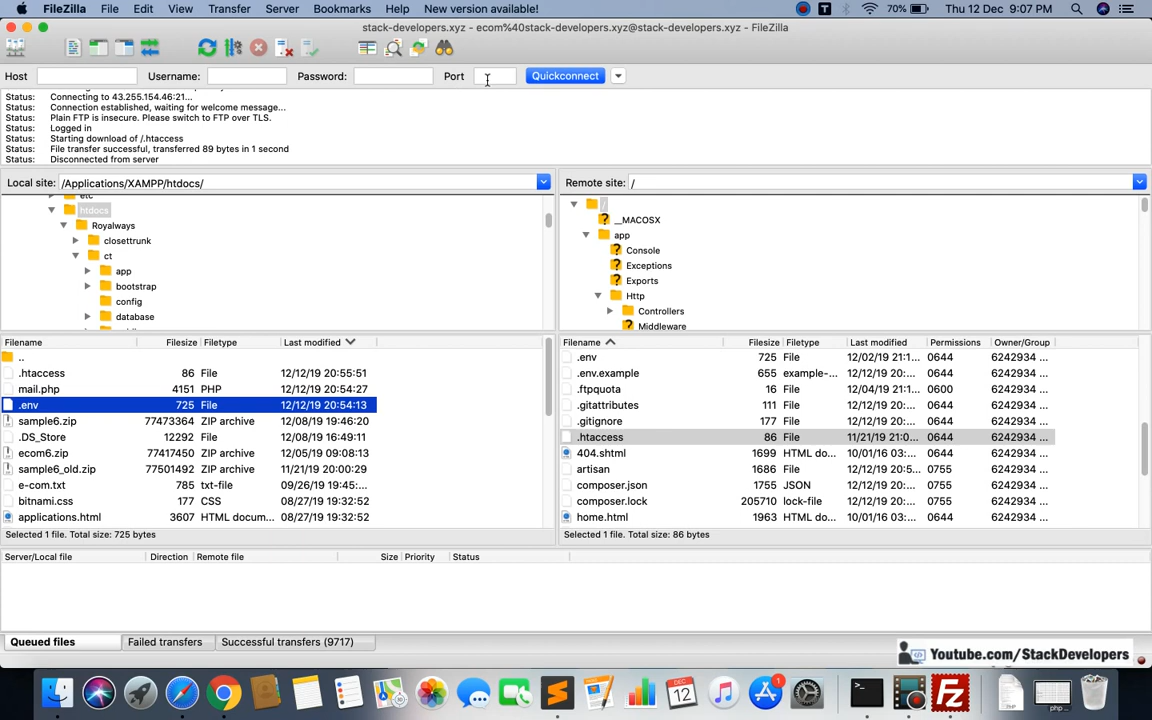 FileZilla File Edit View Transfer Server Bookmarks Help New version available! T 70% Thu 12 Dec 9:07 PM
stack-developers.xyz - ecom%40stack-developers.xyz@stack-developers.xyz - FileZilla
Host Username: Password: Port Quickconnect
Status: Connecting to 43.255.154.46:21...
Status: Connection established, waiting for welcome message...
Status: Plain FTP is insecure. Please switch to FTP over TLS.
Status: Logged in
Status: Starting download of /.htaccess
Status: File transfer successful, transferred 89 bytes in 1 second
Status: Disconnected from server
Local site: /Applications/XAMPP/htdocs/
etc
htdocs
Royalways
closettrunk
ct
app
bootstrap
config
database
Remote site: /
/
__MACOSX
app
Console
Exceptions
Exports
Http
Controllers
Middleware
Filename Filesize Filetype Last modified
..
.htaccess 86 File 12/12/19 20:55:51
mail.php 4151 PHP 12/12/19 20:54:27
.env 725 File 12/12/19 20:54:13
sample6.zip 77473364 ZIP archive 12/08/19 19:46:20
.DS_Store 12292 File 12/08/19 16:49:11
ecom6.zip 77417450 ZIP archive 12/05/19 09:08:13
sample6_old.zip 77501492 ZIP archive 11/21/19 20:00:29
e-com.txt 785 txt-file 09/26/19 19:45:...
bitnami.css 177 CSS 08/27/19 19:32:52
applications.html 3607 HTML docum... 08/27/19 19:32:52
Selected 1 file. Total size: 725 bytes
Filename Filesize Filetype Last modified Permissions Owner/Group
.env 725 File 12/02/19 21:1... 0644 6242934 ...
.env.example 655 example-... 12/12/19 20:... 0644 6242934 ...
.ftpquota 16 File 12/04/19 21:1... 0600 6242934 ...
.gitattributes 111 File 12/12/19 20:... 0644 6242934 ...
.gitignore 177 File 12/12/19 20:... 0644 6242934 ...
.htaccess 86 File 11/21/19 21:0... 0644 6242934 ...
404.shtml 1699 HTML do... 10/01/16 03:... 0644 6242934 ...
artisan 1686 File 12/12/19 20:5... 0755 6242934 ...
composer.json 1755 JSON 12/12/19 20:... 0755 6242934 ...
composer.lock 205710 lock-file 12/12/19 20:... 0755 6242934 ...
home.html 1963 HTML do... 10/01/16 03:... 0644 6242934 ...
Selected 1 file. Total size: 86 bytes
Server/Local file Direction Remote file Size Priority Status
Queued files Failed transfers Successful transfers (9717)
Youtube.com/StackDevelopers